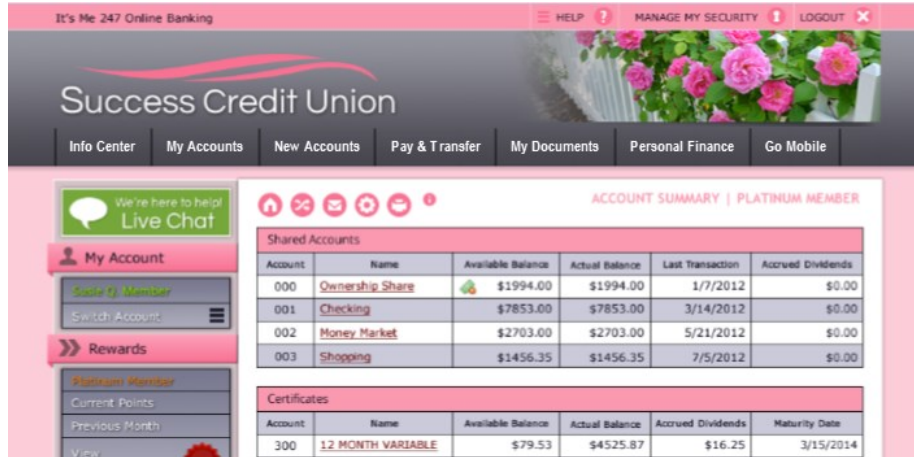 It's Me 247 Online Banking
HELP ? MANAGE MY SECURITY LOGOUT X
Success Credit Union
Info Center My Accounts New Accounts Pay & Transfer My Documents Personal Finance Go Mobile
We're here to help!
Live Chat
ACCOUNT SUMMARY | PLATINUM MEMBER
My Account
Susie Q. Member
Switch Account
Rewards
Platinum Member
Current Points
Previous Month
View
Shared Accounts
Account Name Available Balance Actual Balance Last Transaction Accrued Dividends
000 Ownership Share $1994.00 $1994.00 1/7/2012 $0.00
001 Checking $7853.00 $7853.00 3/14/2012 $0.00
002 Money Market $2703.00 $2703.00 5/21/2012 $0.00
003 Shopping $1456.35 $1456.35 7/5/2012 $0.00
Certificates
Account Name Available Balance Actual Balance Accrued Dividends Maturity Date
300 12 MONTH VARIABLE $79.53 $4525.87 $16.25 3/15/2014